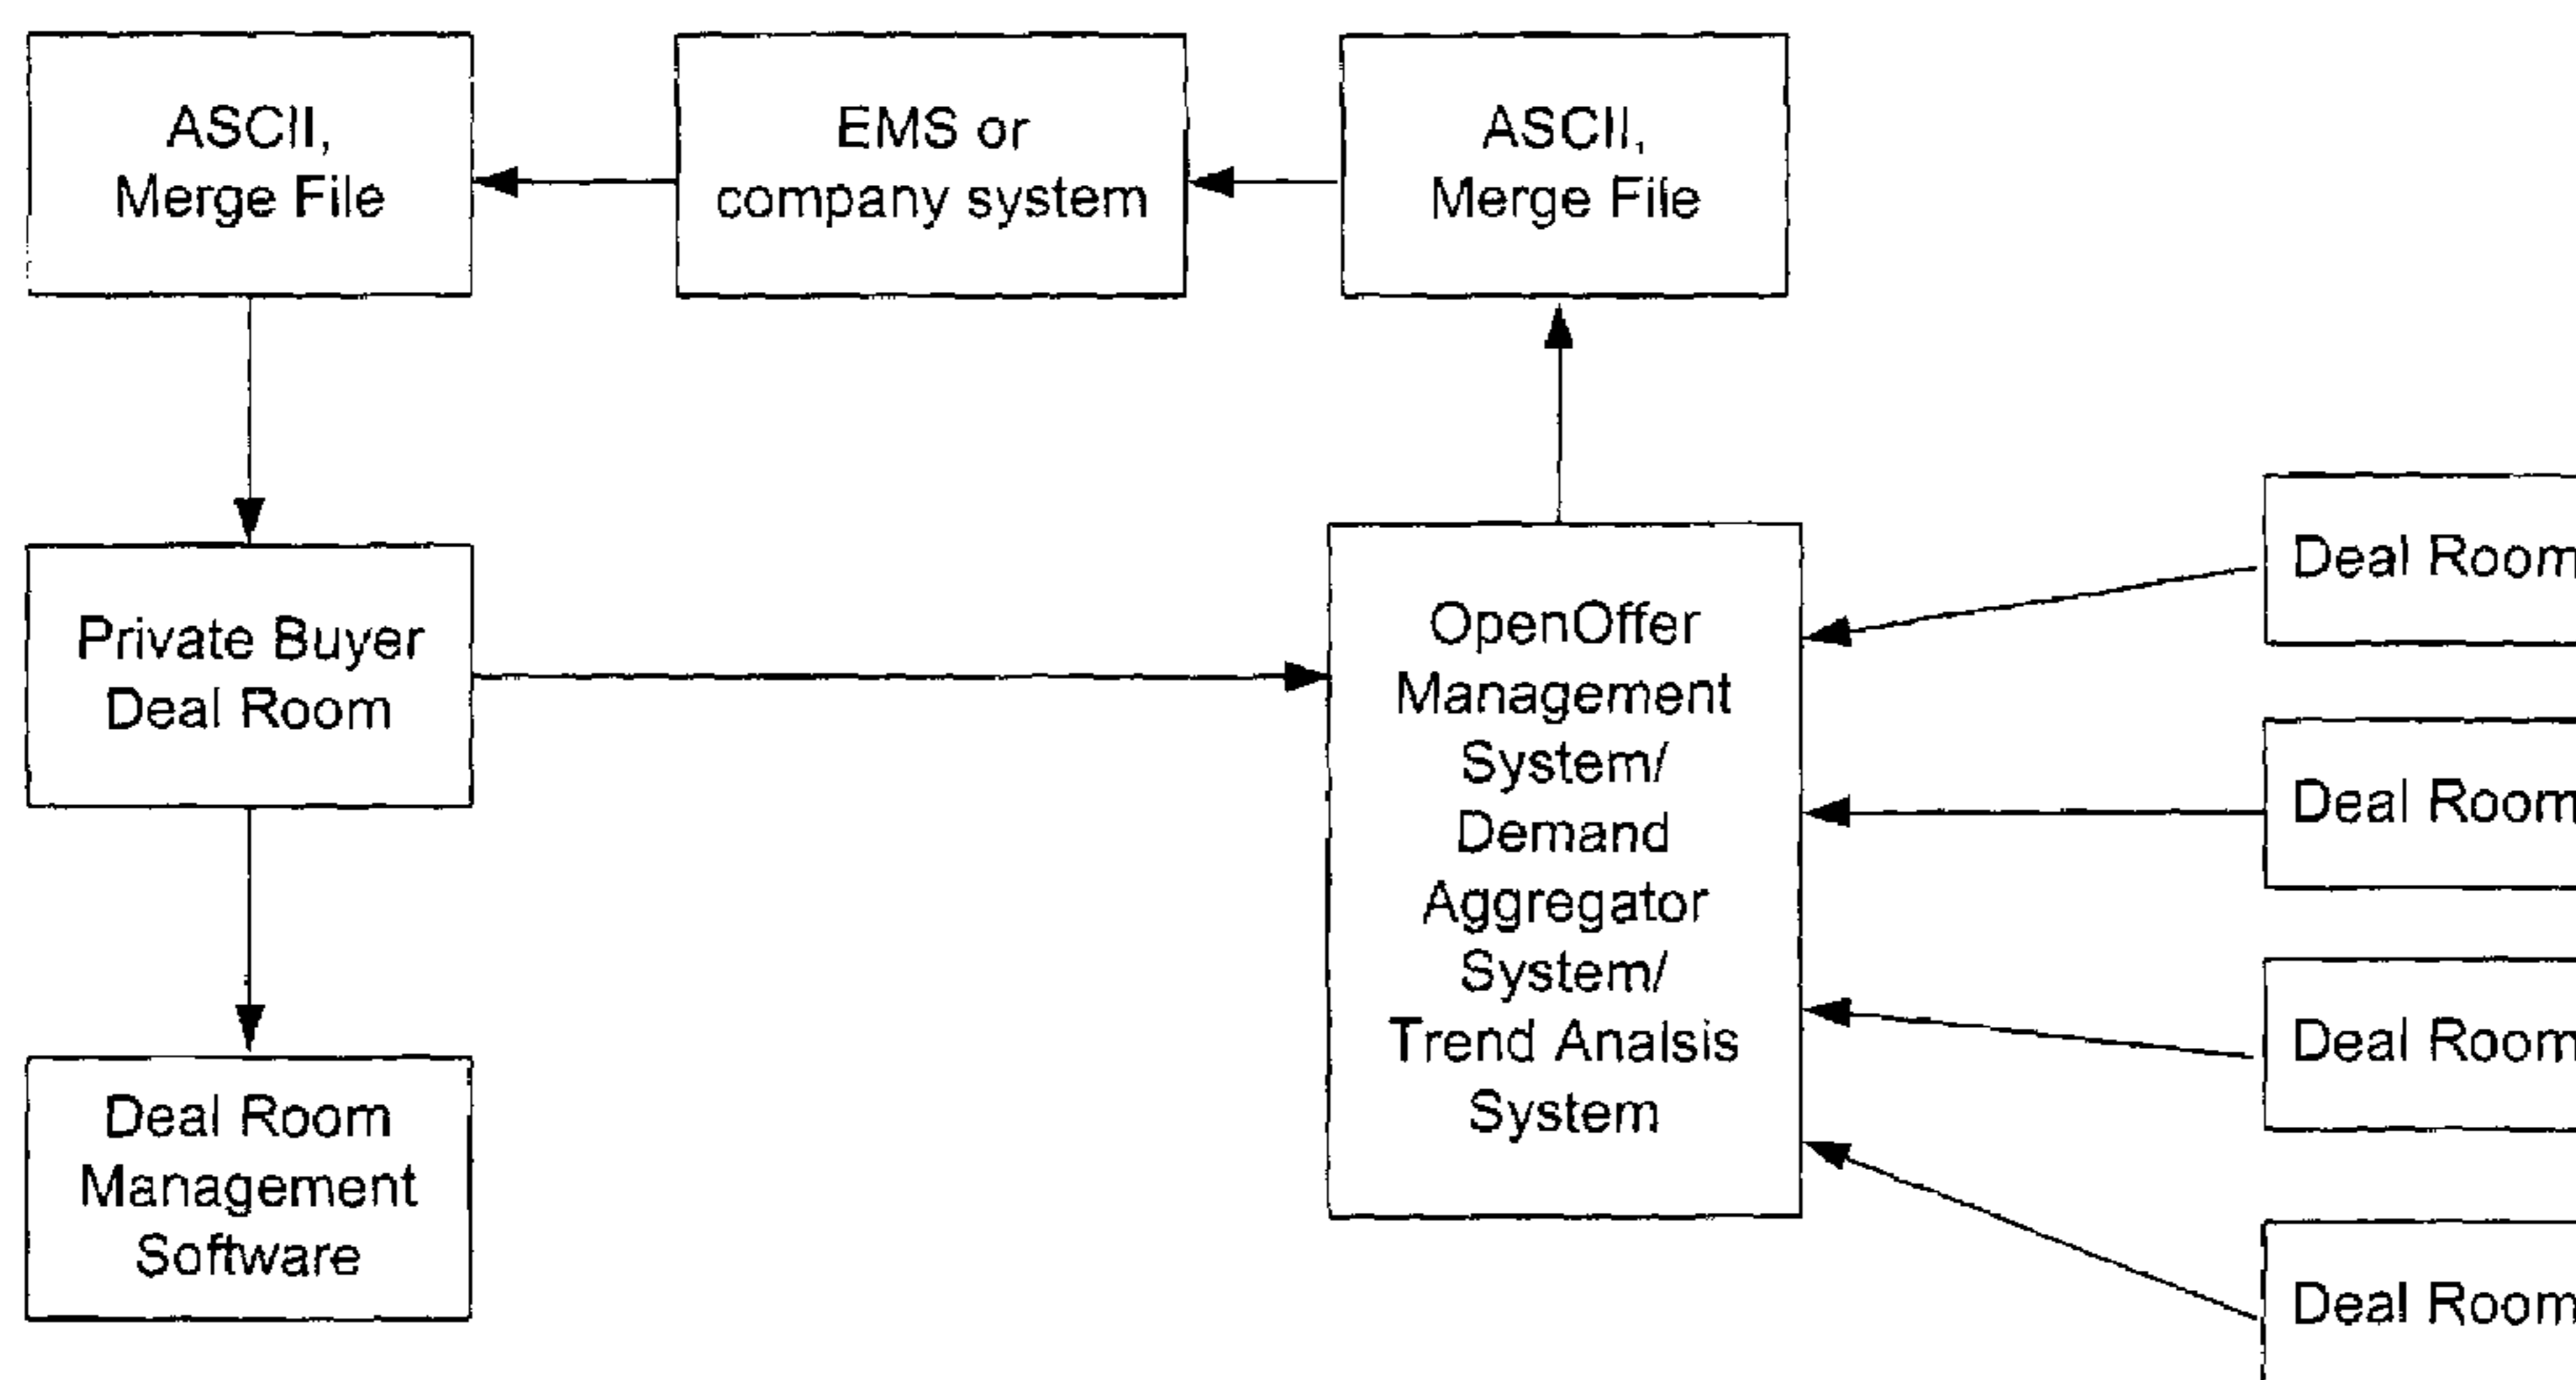 ASCII,
Merge File
EMS or
company system
ASCII,
Merge File
Private Buyer
Deal Room
OpenOffer
Management
System/
Demand
Aggregator
System/
Trend Analsis
System
Deal Room
Deal Room
Deal Room
Deal Room
Deal Room
Management
Software